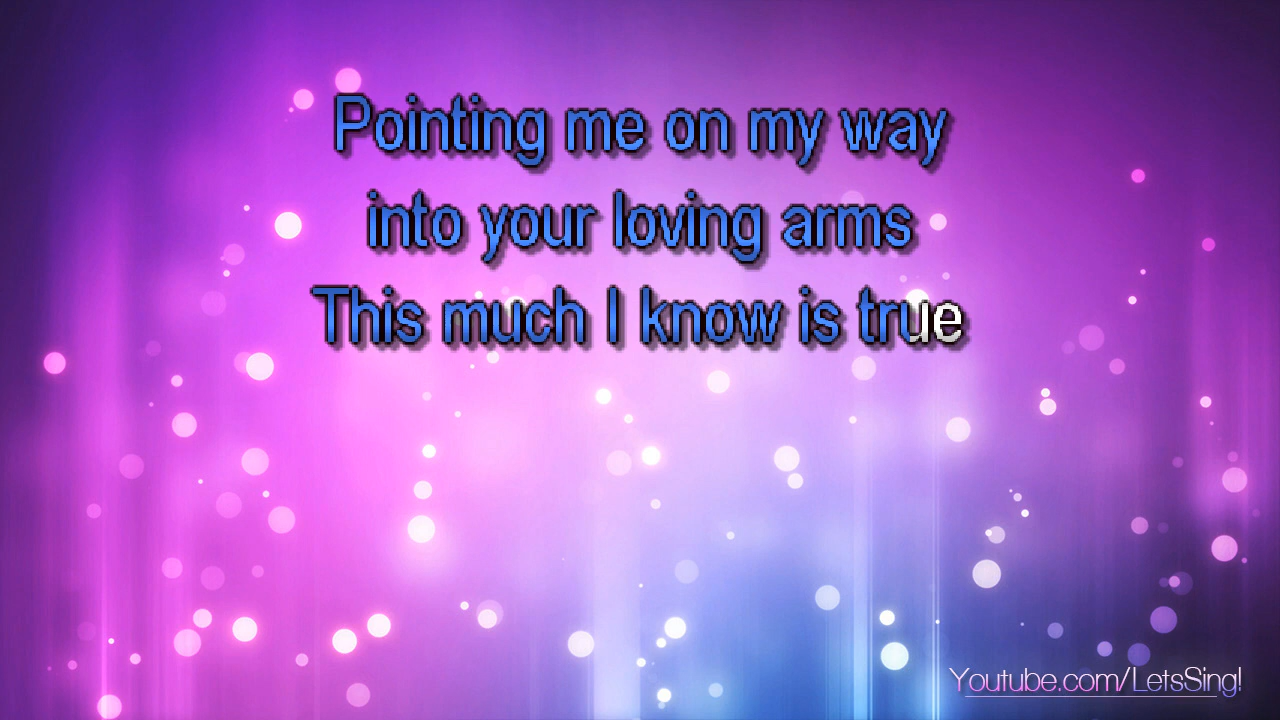 Pointing me on my way
into your loving arms
This much I know is true
Youtube.com/LetsSing!